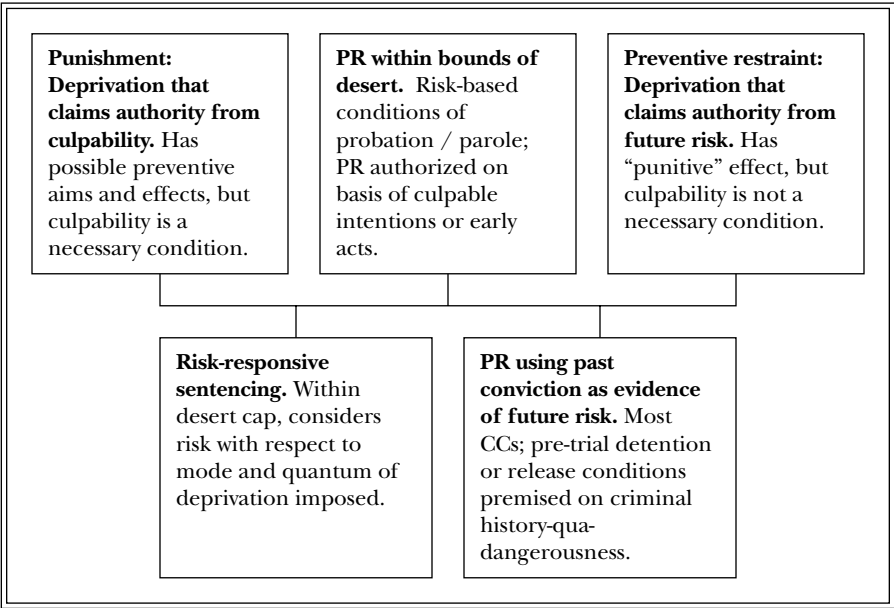 Punishment:
Deprivation that
claims authority from
culpability. Has
possible preventive
aims and effects, but
culpability is a
necessary condition.
PR within bounds of
desert. Risk-based
conditions of
probation / parole;
PR authorized on
basis of culpable
intentions or early
acts.
Preventive restraint:
Deprivation that
claims authority from
future risk. Has
“punitive” effect, but
culpability is not a
necessary condition.
Risk-responsive
sentencing. Within
desert cap, considers
risk with respect to
mode and quantum of
deprivation imposed.
PR using past
conviction as evidence
of future risk. Most
CCs; pre-trial detention
or release conditions
premised on criminal
history-qua-
dangerousness.